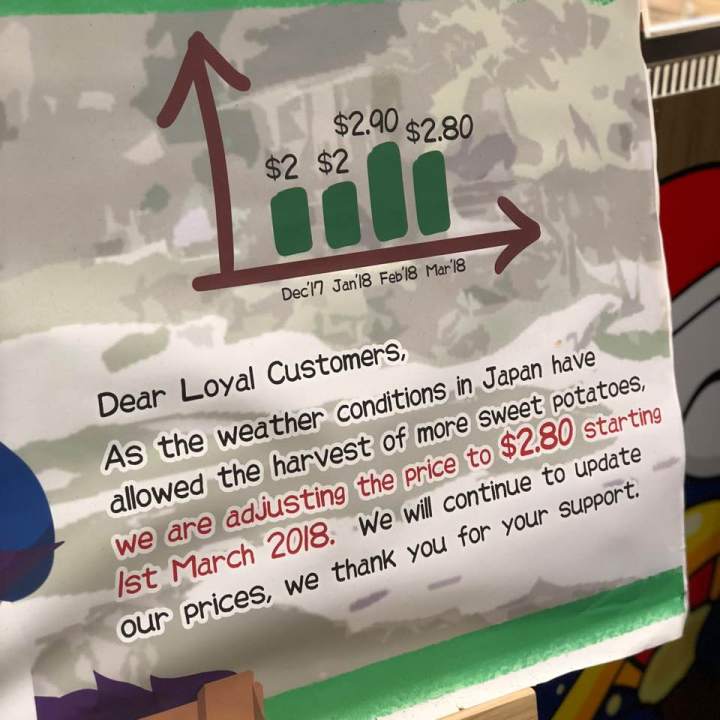 $2 $2 $2.90 $2.80
Dec'17 Jan'18 Feb'18 Mar'18
Dear Loyal Customers,
As the weather conditions in Japan have
allowed the harvest of more sweet potatoes,
we are adjusting the price to $2.80 starting
1st March 2018. We will continue to update
our prices, we thank you for your support.